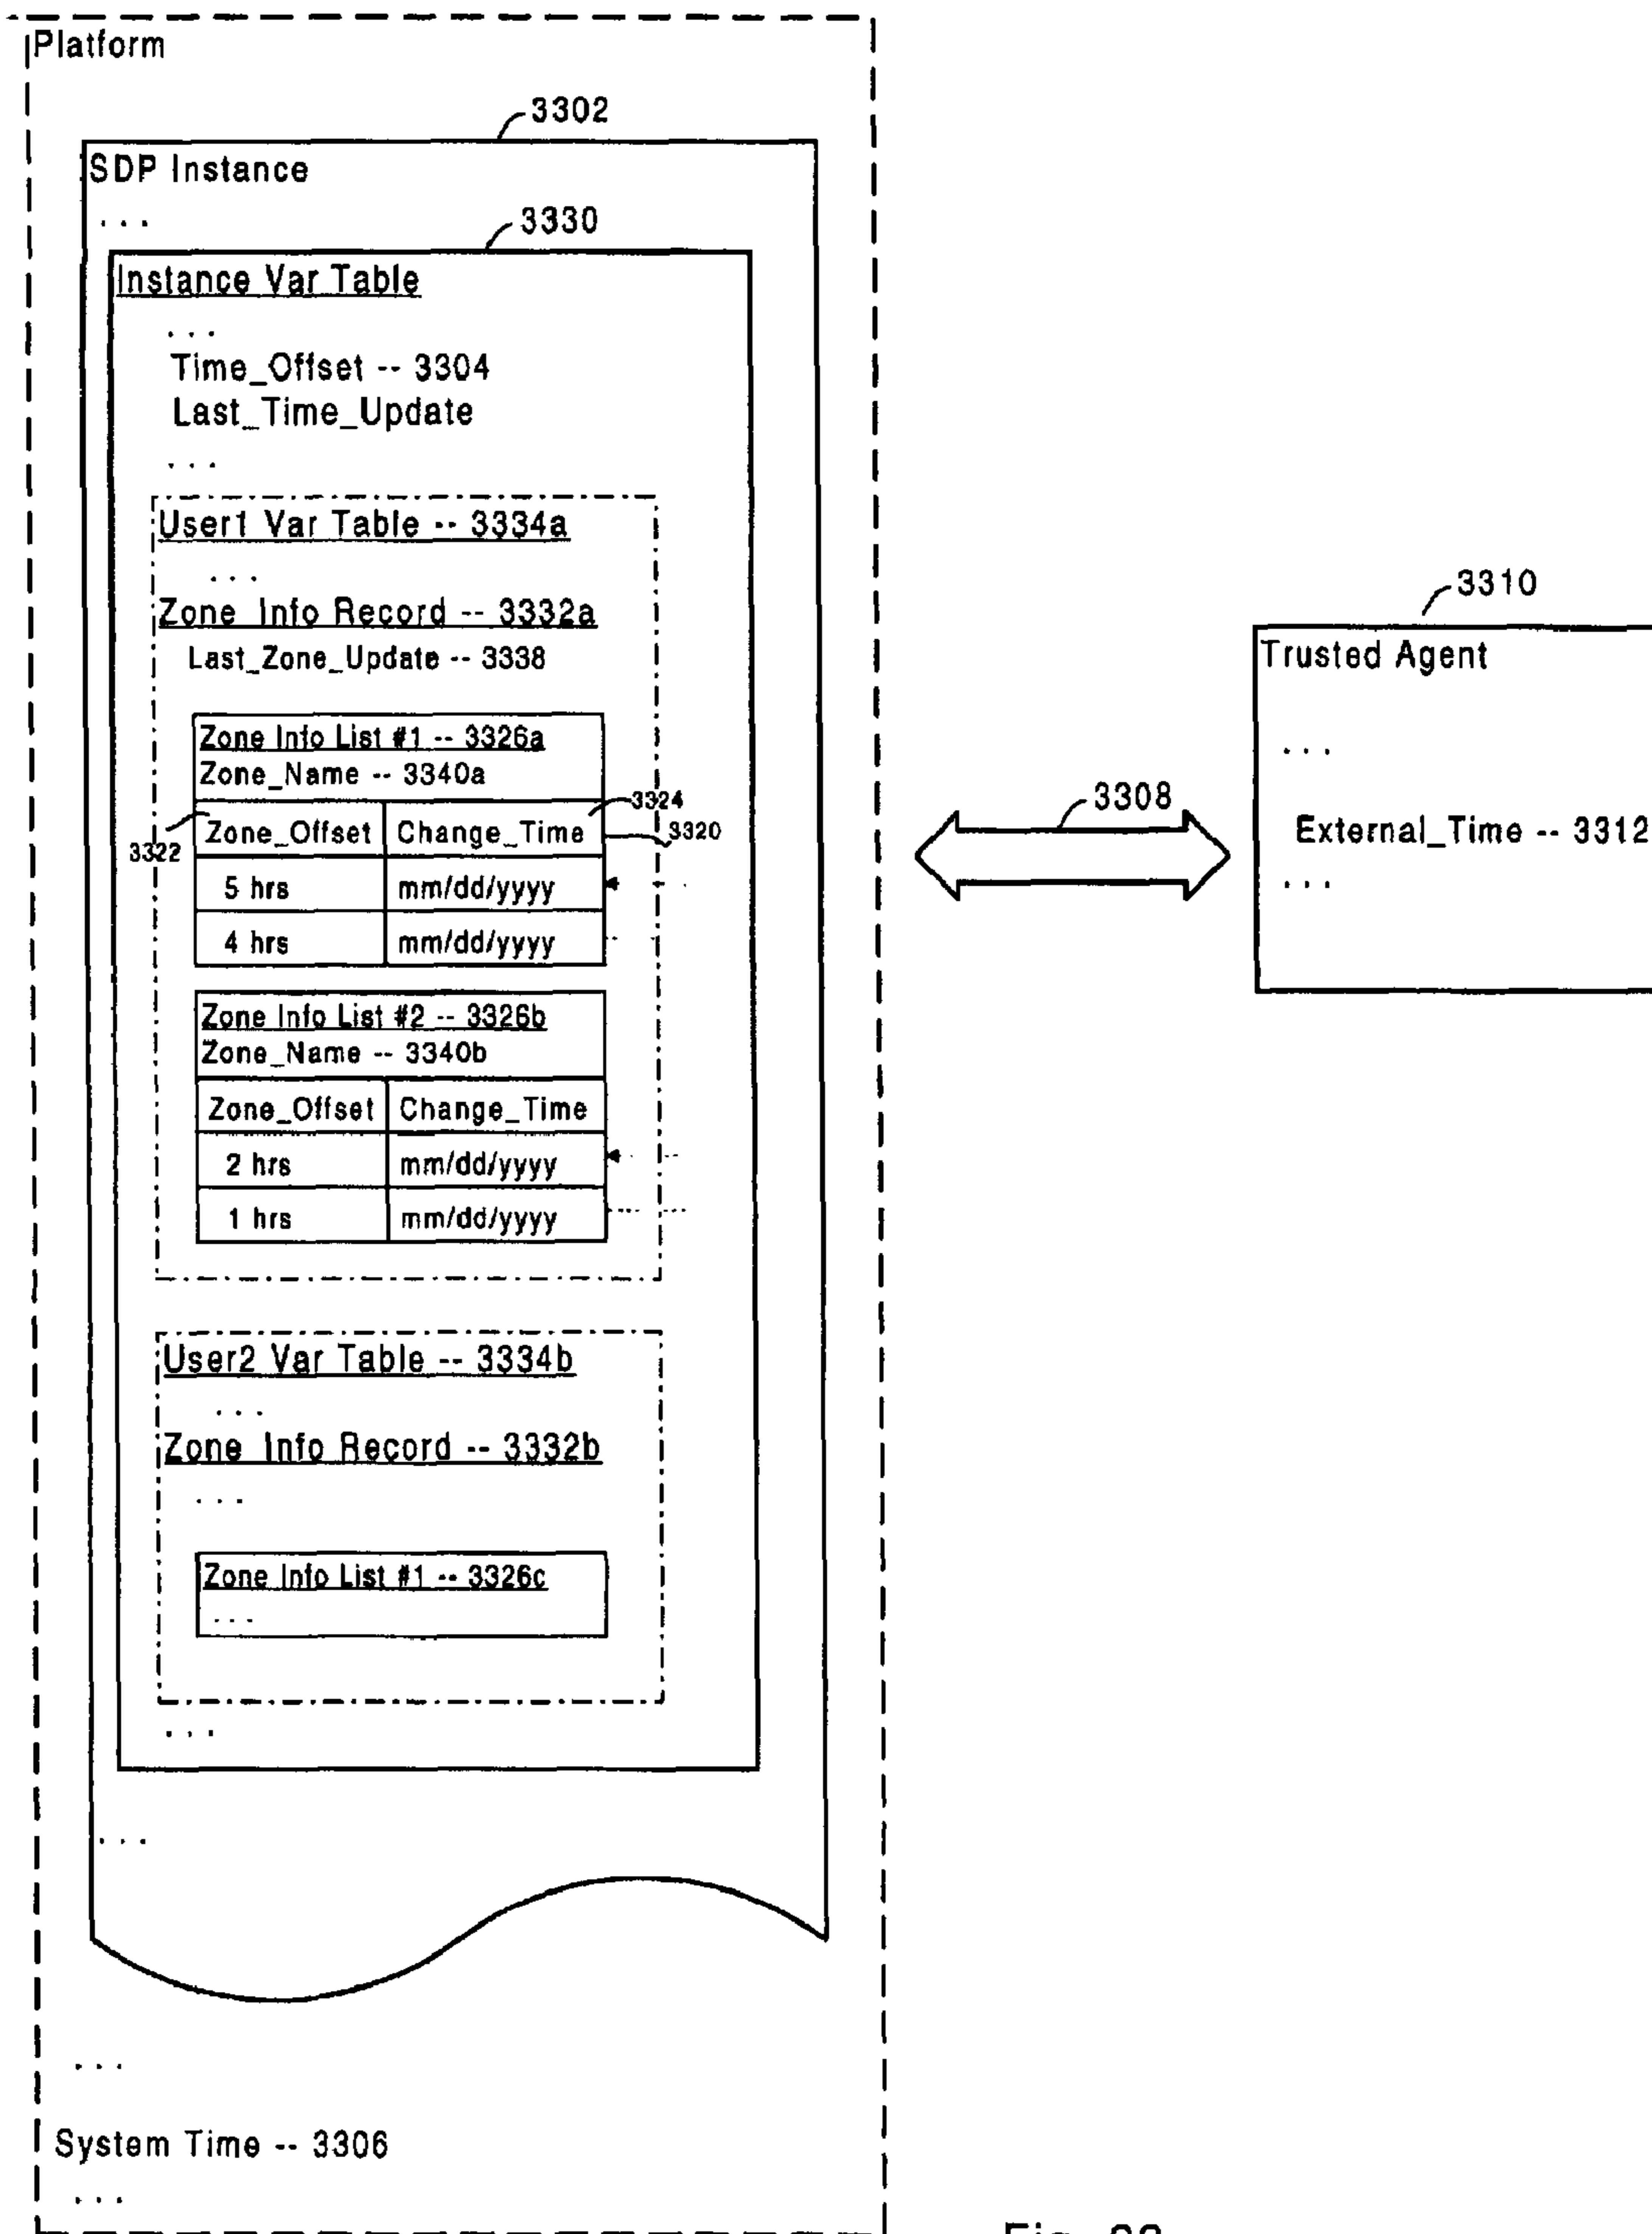 Platform
3302
SDP Instance
. . .
3330
Instance Var Table
. . .
Time_Offset -- 3304
Last_Time_Update
. . .
User1 Var Table -- 3334a
. . .
Zone Info Record -- 3332a
Last_Zone_Update -- 3338
Zone Info List #1 -- 3326a
Zone_Name -- 3340a
3324
3322
Zone_Offset Change_Time
3320
5 hrs mm/dd/yyyy
4 hrs mm/dd/yyyy
Zone Info List #2 -- 3326b
Zone_Name -- 3340b
Zone_Offset Change_Time
2 hrs mm/dd/yyyy
1 hrs mm/dd/yyyy
User2 Var Table -- 3334b
. . .
Zone Info Record -- 3332b
. . .
Zone Info List #1 -- 3326c
. . .
. . .
. . .
. . .
System Time -- 3306
. . .
3308
3310
Trusted Agent
. . .
External_Time -- 3312
. . .